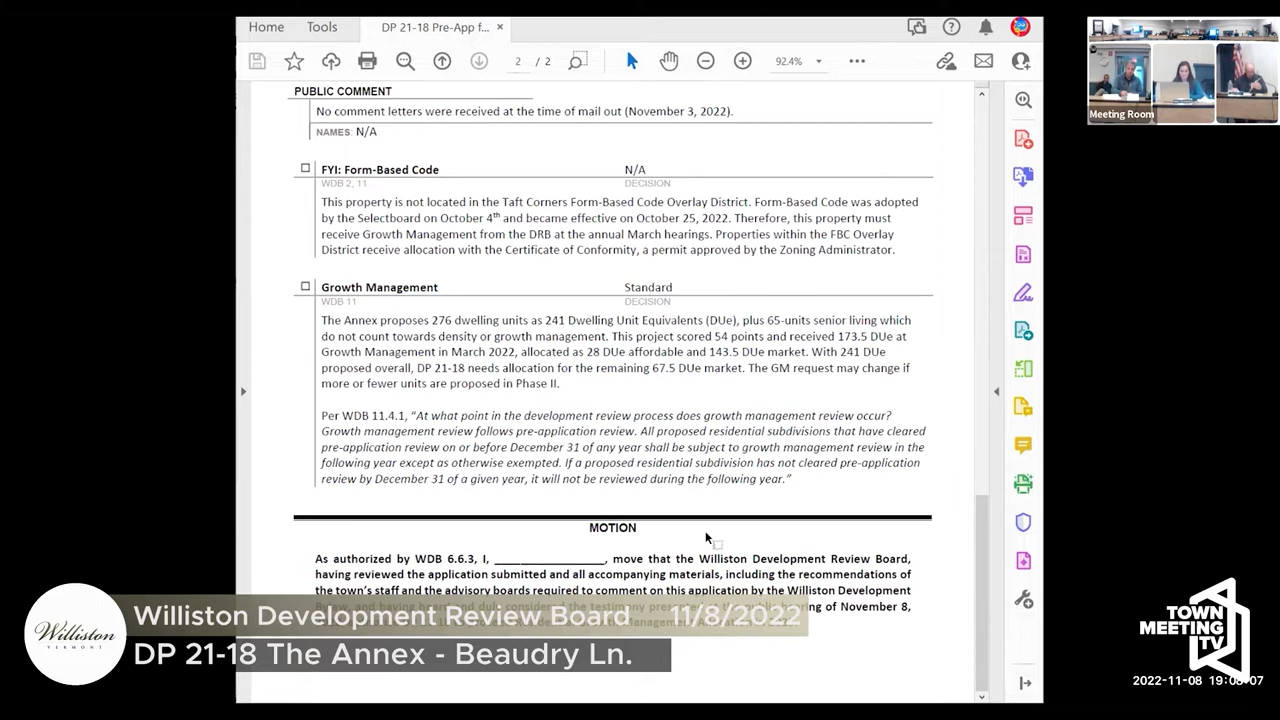 Home Tools DP 21-18 Pre-App f... ×
2 / 2 92.4%
PUBLIC COMMENT
No comment letters were received at the time of mail out (November 3, 2022).
NAMES: N/A
FYI: Form-Based Code N/A
WDB 2, 11 DECISION
This property is not located in the Taft Corners Form-Based Code Overlay District. Form-Based Code was adopted
by the Selectboard on October 4th and became effective on October 25, 2022. Therefore, this property must
receive Growth Management from the DRB at the annual March hearings. Properties within the FBC Overlay
District receive allocation with the Certificate of Conformity, a permit approved by the Zoning Administrator.
Growth Management Standard
WDB 11 DECISION
The Annex proposes 276 dwelling units as 241 Dwelling Unit Equivalents (DUe), plus 65-units senior living which
do not count towards density or growth management. This project scored 54 points and received 173.5 DUe at
Growth Management in March 2022, allocated as 28 DUe affordable and 143.5 DUe market. With 241 DUe
proposed overall, DP 21-18 needs allocation for the remaining 67.5 DUe market. The GM request may change if
more or fewer units are proposed in Phase II.
Per WDB 11.4.1, “At what point in the development review process does growth management review occur?
Growth management review follows pre-application review. All proposed residential subdivisions that have cleared
pre-application review on or before December 31 of any year shall be subject to growth management review in the
following year except as otherwise exempted. If a proposed residential subdivision has not cleared pre-application
review by December 31 of a given year, it will not be reviewed during the following year.”
MOTION
As authorized by WDB 6.6.3, I, ________________, move that the Williston Development Review Board,
having reviewed the application submitted and all accompanying materials, including the recommendations of
the town’s staff and the advisory boards required to comment on this application by the Williston Development
ring of November 8,
Williston Development Review Board 11/8/2022
DP 21-18 The Annex - Beaudry Ln.
Williston
VERMONT
Meeting Room
TOWN
MEETING
TV
2022-11-08 19:08:07